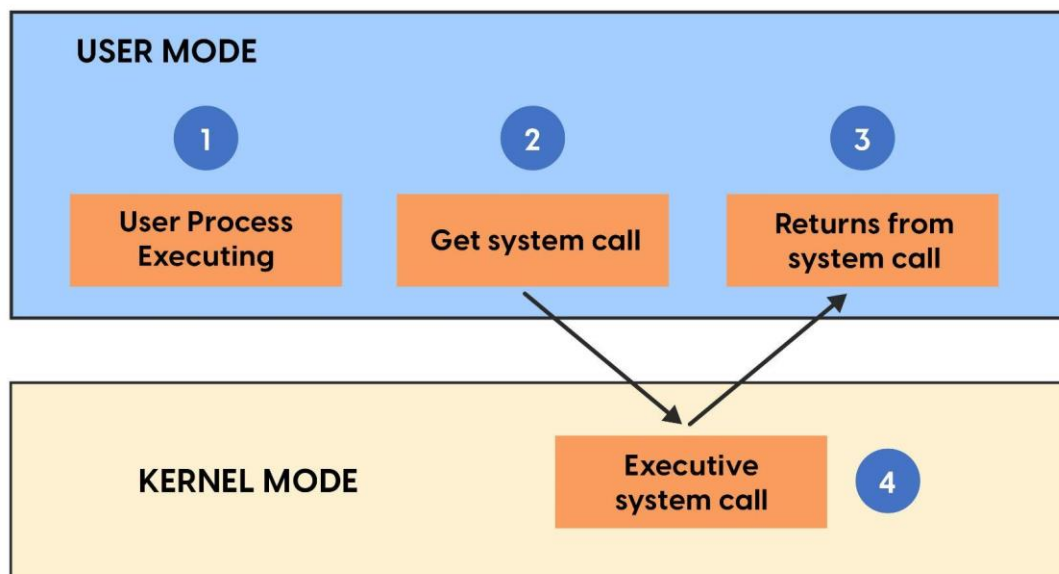 USER MODE
1
2
3
User Process
Executing
Get system call
Returns from
system call
KERNEL MODE
Executive
system call
4